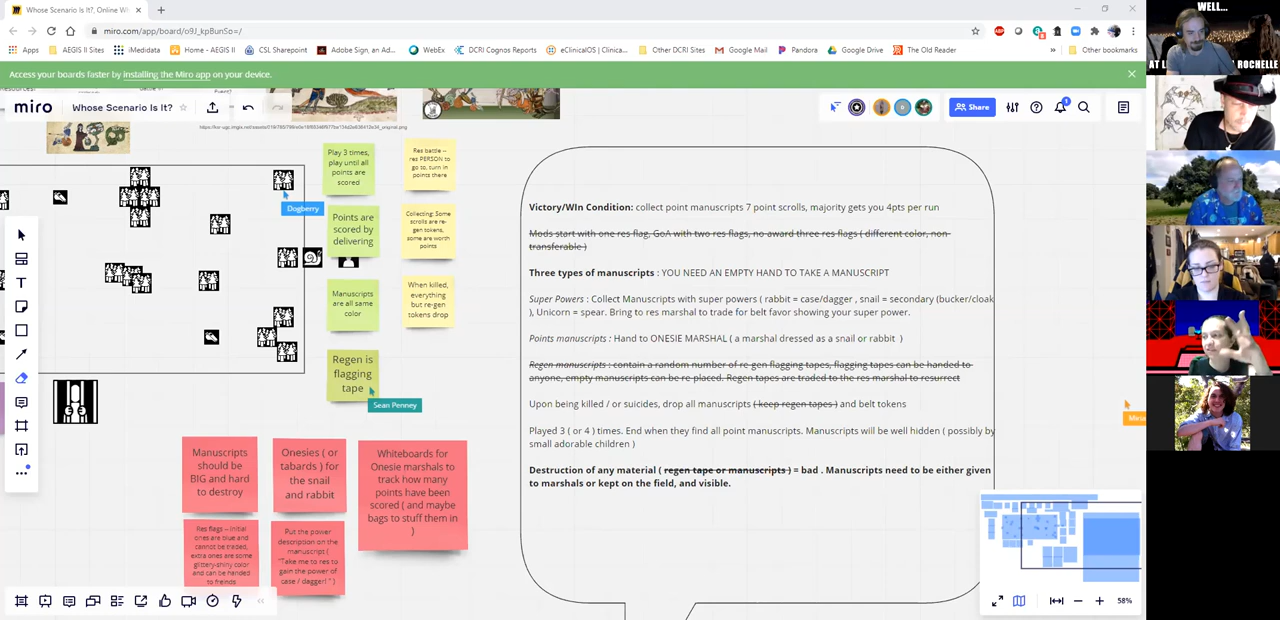 Whose Scenario Is It?, Online W
miro.com/app/board/o9J_kpBunSo=/
Apps
AEGIS II Sites
iMedidata
Home - AEGIS II
CSL Sharepoint
Adobe Sign, an Ad...
WebEx
DCRI Cognos Reports
eClinicalOS | Clinica...
Other DCRI Sites
Google Mail
Pandora
Google Drive
The Old Reader
Other bookmarks
Access your boards faster by installing the Miro app on your device.
miro
Whose Scenario Is It?
Share
Dogberry
Play 3 times,
play until all
points are
scored
Res battle --
res PERSON to
go to, turn in
points there
Points are
scored by
delivering
Collecting: Some
scrolls are re-
gen tokens,
some are worth
points
Manuscripts
are all same
color
When killed,
everything
but re-gen
tokens drop
Regen is
flagging
tape
Sean Penney
Manuscripts
should be
BIG and hard
to destroy
Onesies ( or
tabards ) for
the snail
and rabbit
Whiteboards for
Onesie marshals to
track how many
points have been
scored ( and maybe
bags to stuff them in
)
Res flags -- Initial
ones are blue and
cannot be traded,
extra ones are some
glittery-shiny color
and can be handed
to freinds
Put the power
description on the
manuscript (
"Take me to res to
gain the power of
case / dagger! " )
Victory/WIn Condition: collect point manuscripts 7 point scrolls, majority gets you 4pts per run
Mods start with one res flag, GoA with two res flags, no award three res flags ( different color, non-
transferable )
Three types of manuscripts : YOU NEED AN EMPTY HAND TO TAKE A MANUSCRIPT
Super Powers : Collect Manuscripts with super powers ( rabbit = case/dagger , snail = secondary (bucker/cloak
), Unicorn = spear. Bring to res marshal to trade for belt favor showing your super power.
Points manuscripts : Hand to ONESIE MARSHAL ( a marshal dressed as a snail or rabbit )
Regen manuscripts : contain a random number of re-gen flagging tapes, flagging tapes can be handed to
anyone, empty manuscripts can be re-placed. Regen tapes are traded to the res marshal to resurrect
Upon being killed / or suicides, drop all manuscripts ( keep regen tapes ) and belt tokens
Played 3 ( or 4 ) times. End when they find all point manuscripts. Manuscripts will be well hidden ( possibly by
small adorable children )
Destruction of any material ( regen tape or manuscripts ) = bad . Manuscripts need to be either given
to marshals or kept on the field, and visible.
58%
WELL...
ROCHELLE